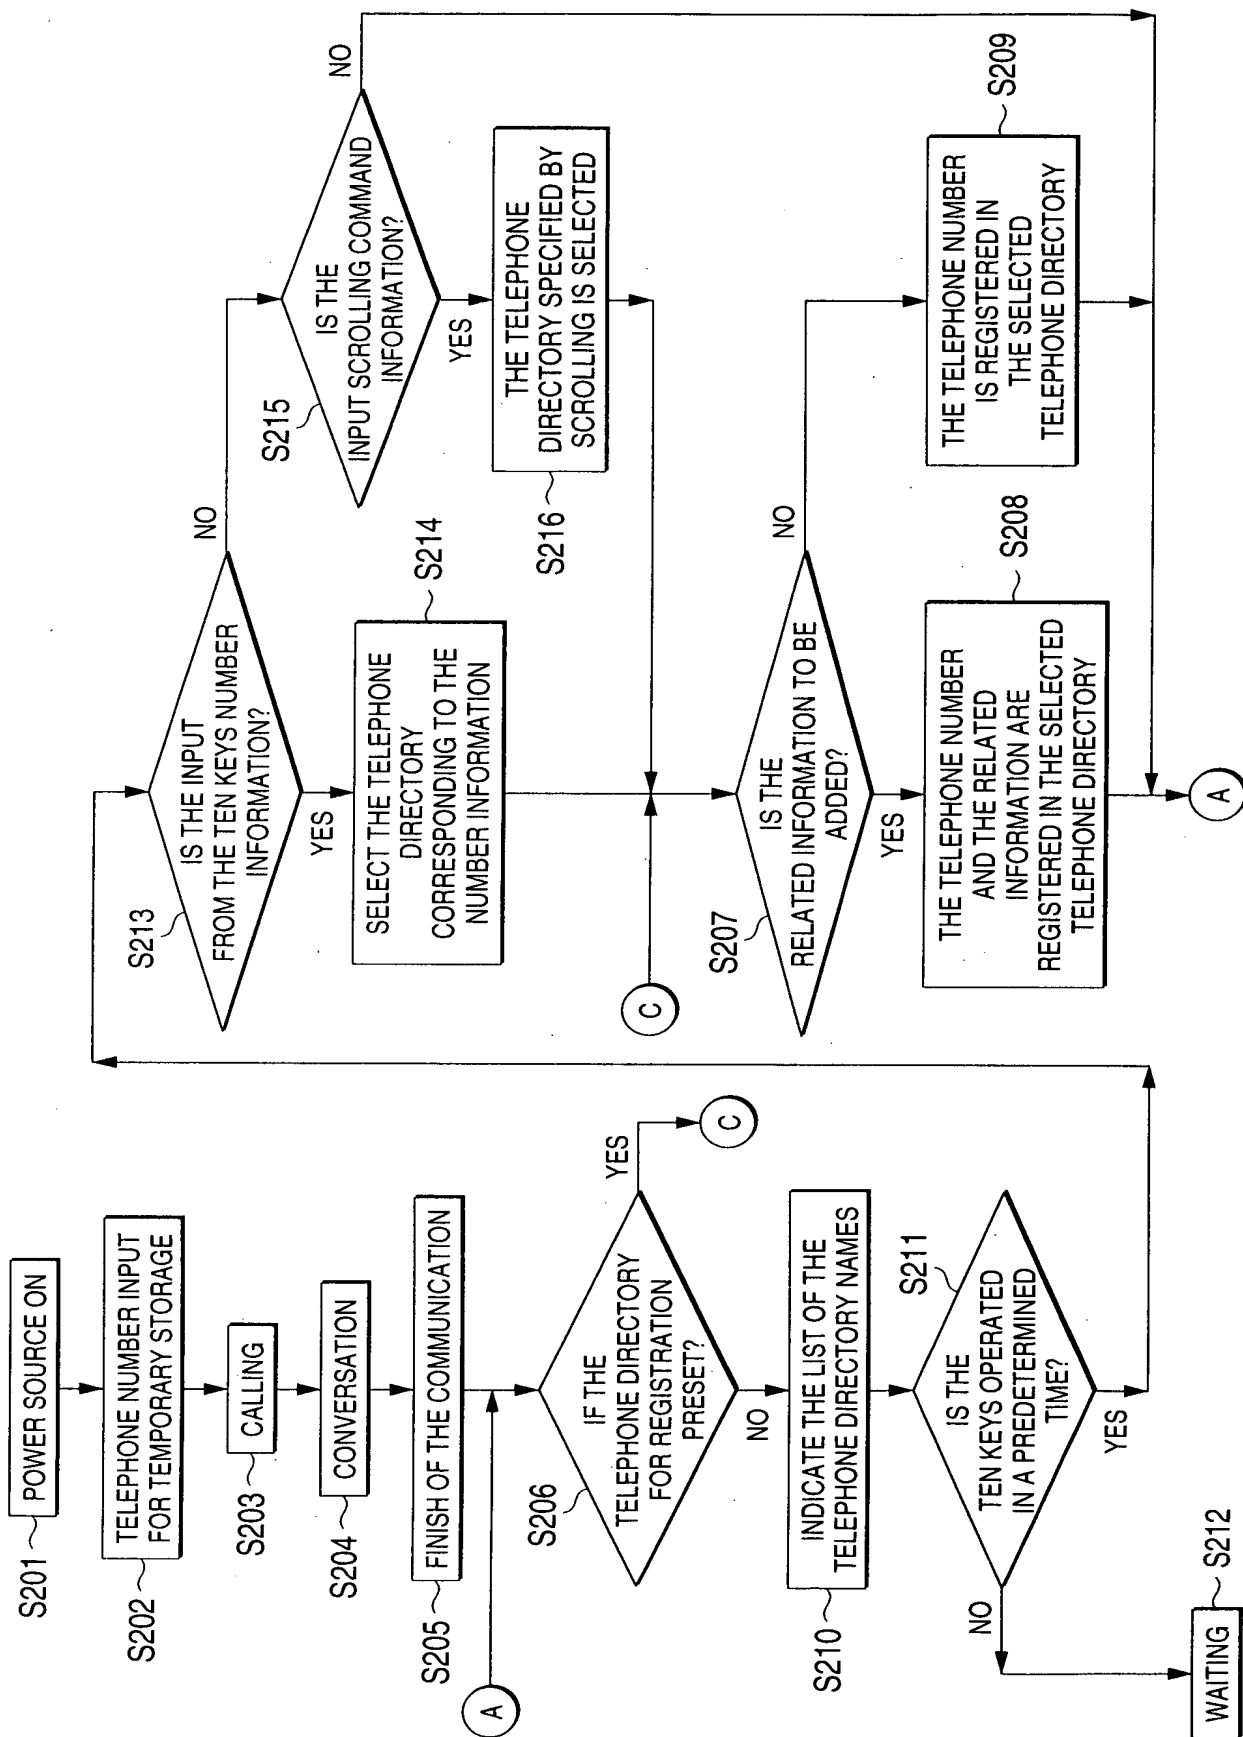 S201
POWER SOURCE ON
S202
TELEPHONE NUMBER INPUT
FOR TEMPORARY STORAGE
S203
CALLING
S204
CONVERSATION
S205
FINISH OF THE COMMUNICATION
A
S206
IF THE
TELEPHONE DIRECTORY
FOR REGISTRATION
PRESET?
YES
C
NO
S210
INDICATE THE LIST OF THE
TELEPHONE DIRECTORY NAMES
S211
IS THE
TEN KEYS OPERATED
IN A PREDETERMINED
TIME?
NO
YES
WAITING
S212
S213
IS THE INPUT
FROM THE TEN KEYS NUMBER
INFORMATION?
NO
YES
S214
SELECT THE TELEPHONE
DIRECTORY
CORRESPONDING TO THE
NUMBER INFORMATION
S215
IS THE
INPUT SCROLLING COMMAND
INFORMATION?
NO
YES
S216
THE TELEPHONE
DIRECTORY SPECIFIED BY
SCROLLING IS SELECTED
C
S207
IS THE
RELATED INFORMATION TO BE
ADDED?
NO
YES
S208
THE TELEPHONE NUMBER
AND THE RELATED
INFORMATION ARE
REGISTERED IN THE SELECTED
TELEPHONE DIRECTORY
S209
THE TELEPHONE NUMBER
IS REGISTERED IN
THE SELECTED
TELEPHONE DIRECTORY
A